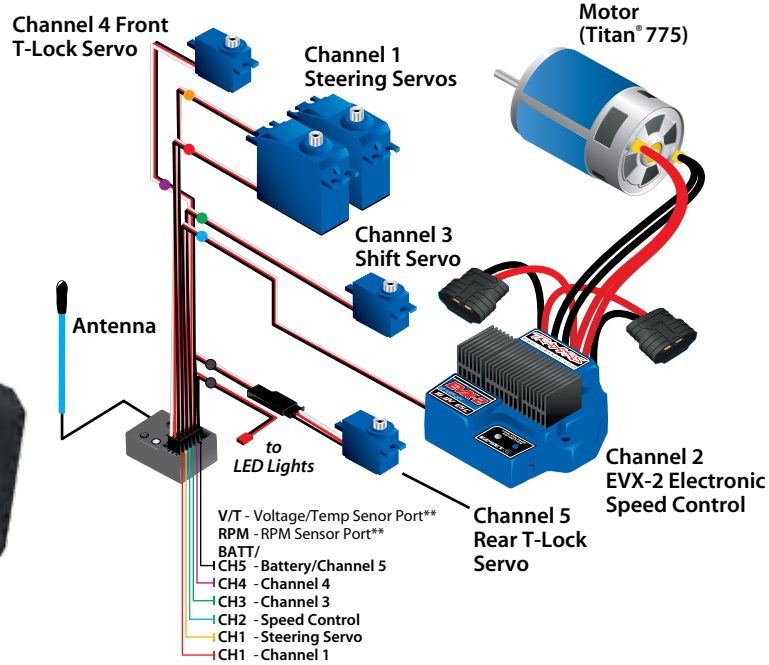 Channel 4 Front
T-Lock Servo
Channel 1
Steering Servos
Motor
(Titan® 775)
Channel 3
Shift Servo
Antenna
TRAXXAS
EVX-2
to
LED Lights
Channel 2
EVX-2 Electronic
Speed Control
Channel 5
Rear T-Lock
Servo
V/T - Voltage/Temp Senor Port**
RPM - RPM Sensor Port**
BATT/
CH5 - Battery/Channel 5
CH4 - Channel 4
CH3 - Channel 3
CH2 - Speed Control
CH1 - Steering Servo
CH1 - Channel 1